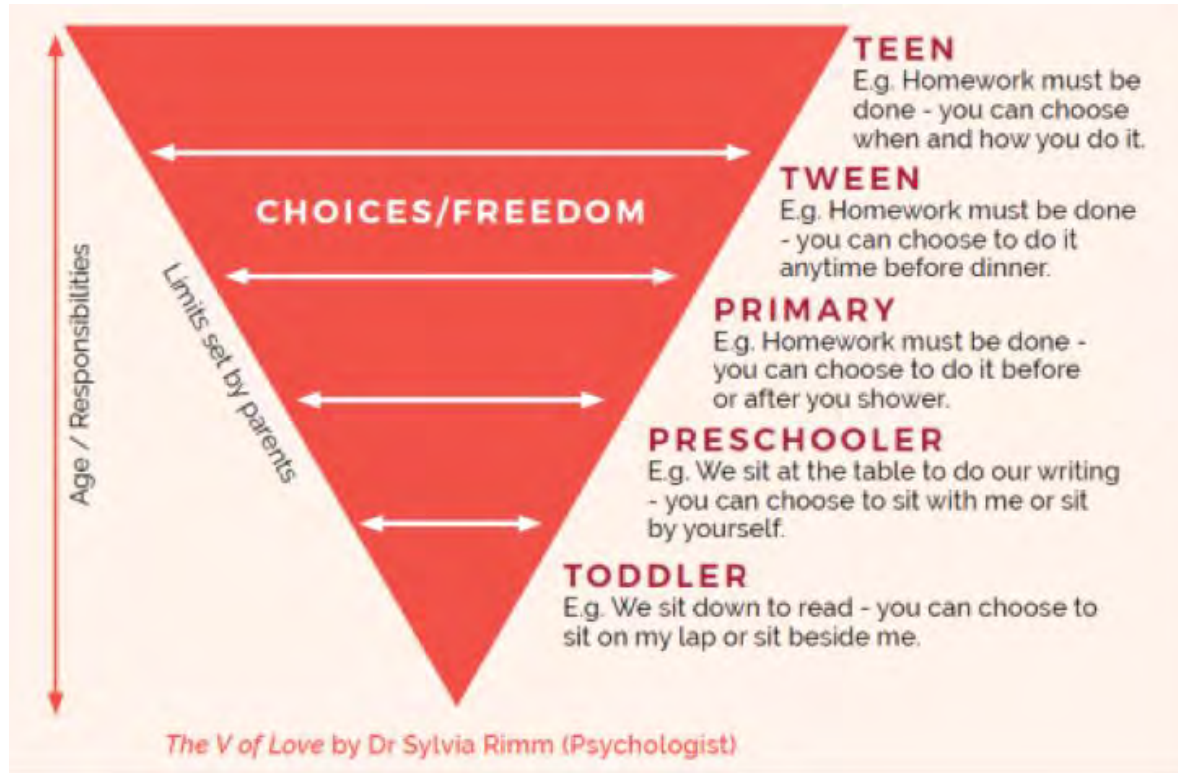 TEEN
E.g. Homework must be
done - you can choose
when and how you do it.
TWEEN
E.g. Homework must be done
- you can choose to do it
anytime before dinner.
PRIMARY
E.g. Homework must be done -
you can choose to do it before
or after you shower.
PRESCHOOLER
E.g. We sit at the table to do our writing
- you can choose to sit with me or sit
by yourself.
TODDLER
E.g. We sit down to read - you can choose to
sit on my lap or sit beside me.
CHOICES/FREEDOM
Limits set by parents
Age / Responsibilities
The V of Love by Dr Sylvia Rimm (Psychologist)